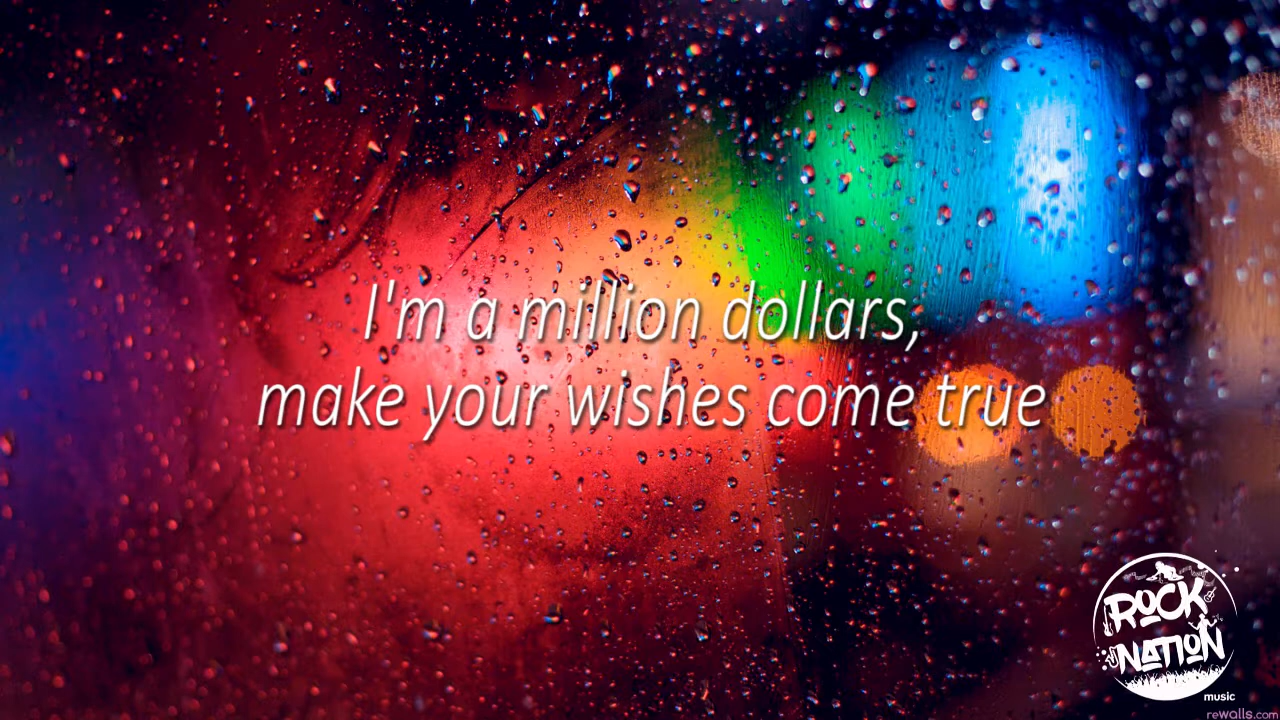 I'm a million dollars,
make your wishes come true
ROCK
NATION
music
rewalls.com